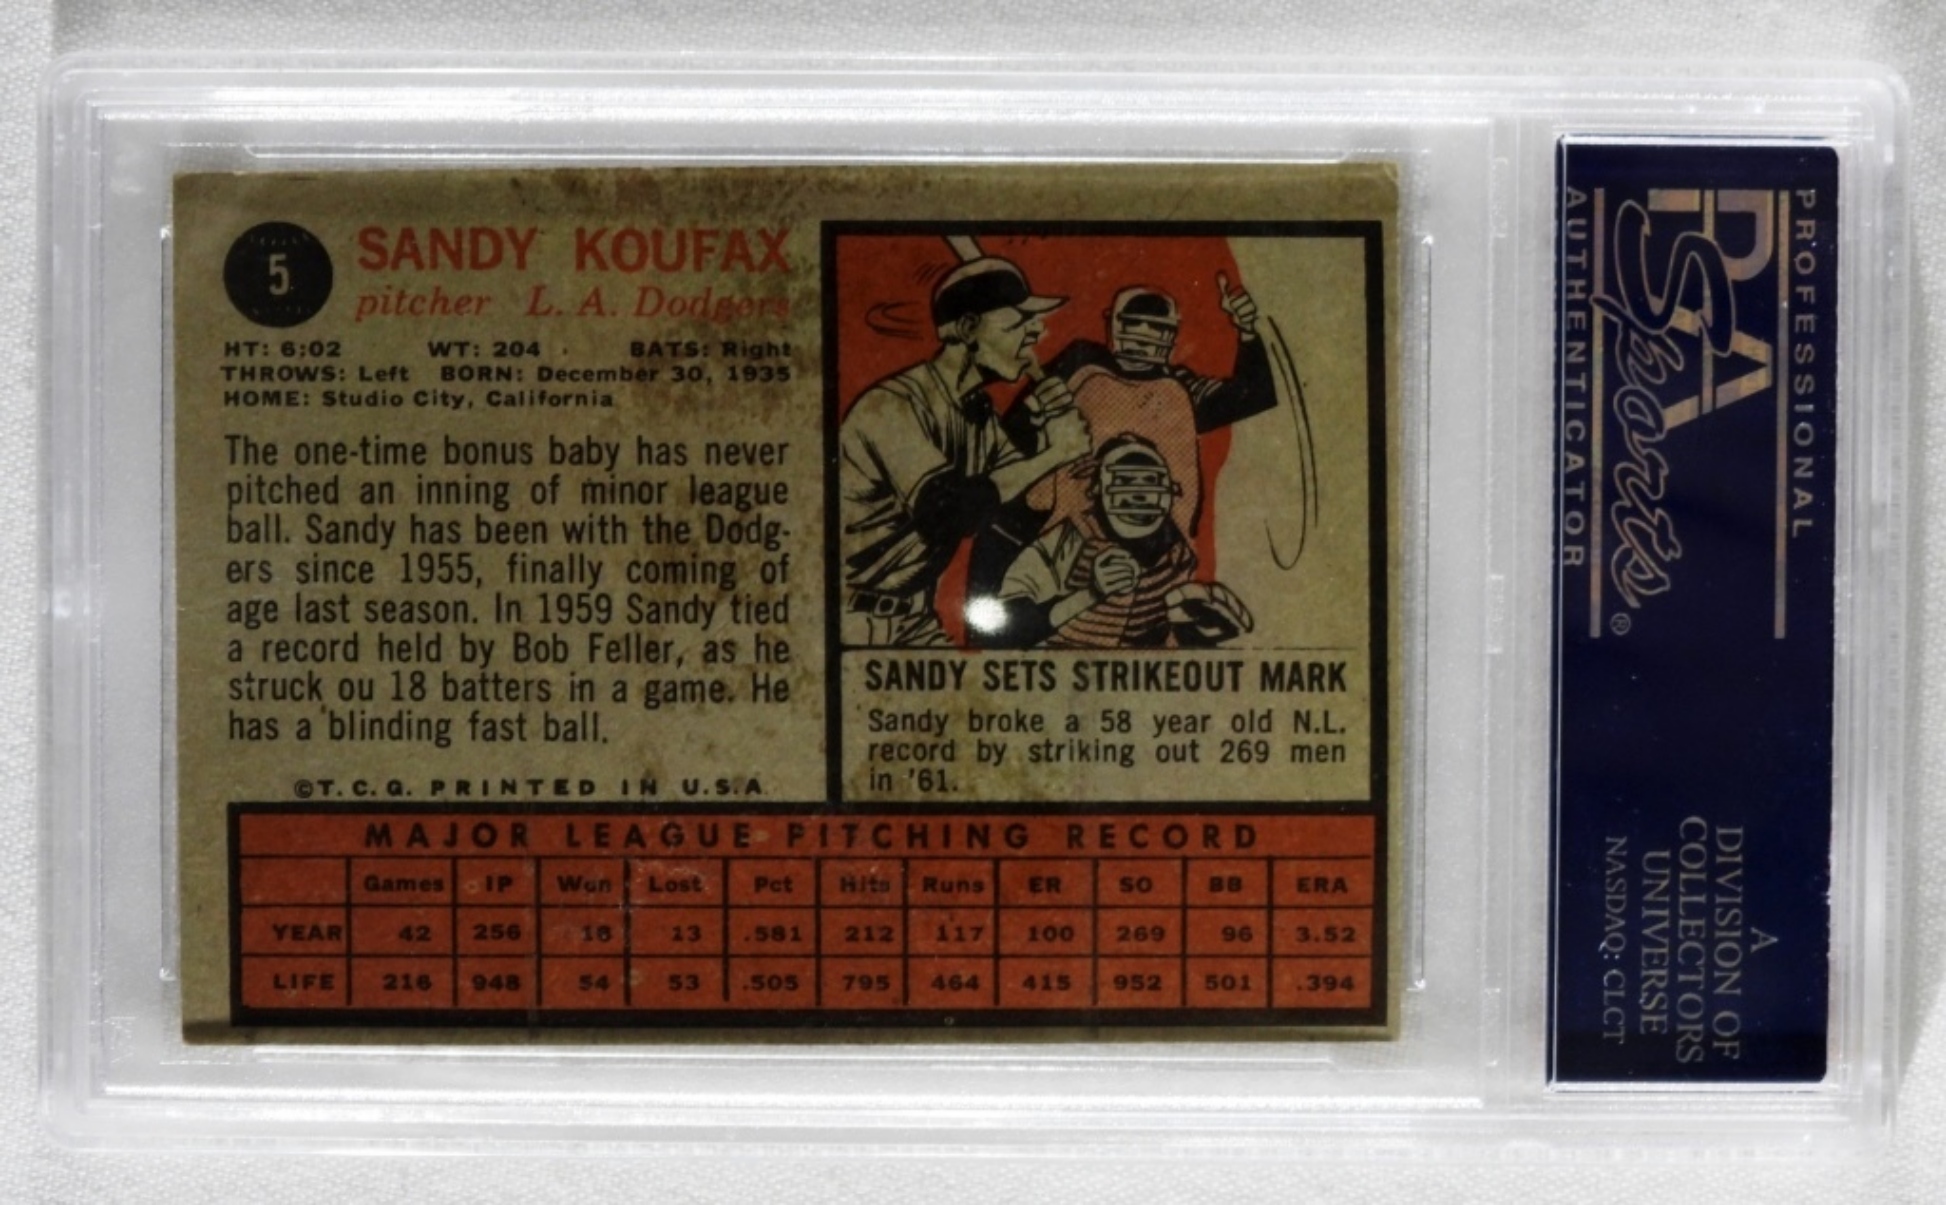 5
SANDY KOUFAX
pitcher L. A. Dodgers
HT: 6:02 WT: 204 BATS: Right
THROWS: Left BORN: December 30, 1935
HOME: Studio City, California
The one-time bonus baby has never
pitched an inning of minor league
ball. Sandy has been with the Dodg-
ers since 1955, finally coming of
age last season. In 1959 Sandy tied
a record held by Bob Feller, as he
struck ou 18 batters in a game. He
has a blinding fast ball.
©T. C. G. PRINTED IN U.S.A.
SANDY SETS STRIKEOUT MARK
Sandy broke a 58 year old N.L.
record by striking out 269 men
in '61.
MAJOR LEAGUE PITCHING RECORD
Games IP Won Lost Pct Hits Runs ER SO BB ERA
YEAR 42 256 18 13 .581 212 117 100 269 96 3.52
LIFE 216 948 54 53 .505 795 464 415 952 501 .394
PROFESSIONAL
PSA
Sports®
AUTHENTICATOR
A
DIVISION OF
COLLECTORS
UNIVERSE
NASDAQ: CLCT